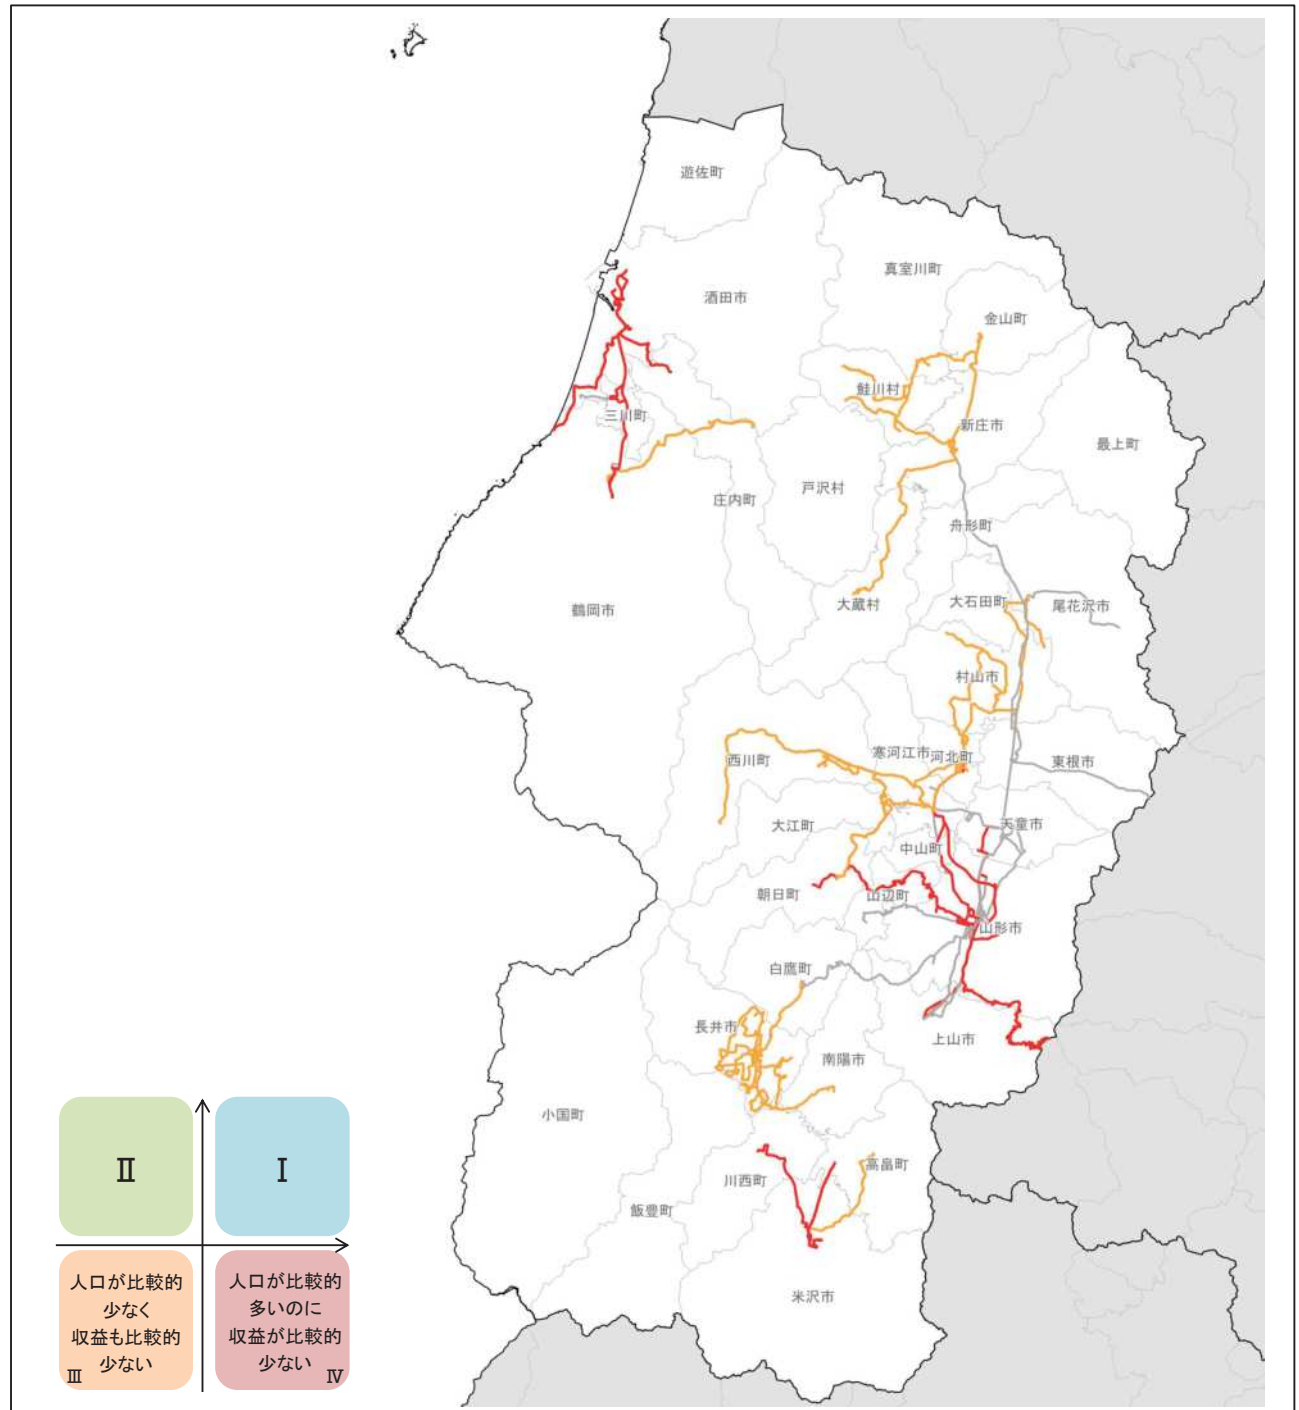 遊佐町
真室川町
酒田市
金山町
鮭川村
三川町
新庄市
最上町
戸沢村
庄内町
舟形町
大蔵村
大石田町
尾花沢市
鶴岡市
村山市
寒河江市
河北町
西川町
東根市
大江町
天童市
中山町
朝日町
山辺町
山形市
白鷹町
長井市
上山市
南陽市
小国町
高畠町
川西町
飯豊町
米沢市
Ⅱ
Ⅰ
人口が比較的
少なく
収益も比較的
少ない
Ⅲ
人口が比較的
多いのに
収益が比較的
少ない
Ⅳ